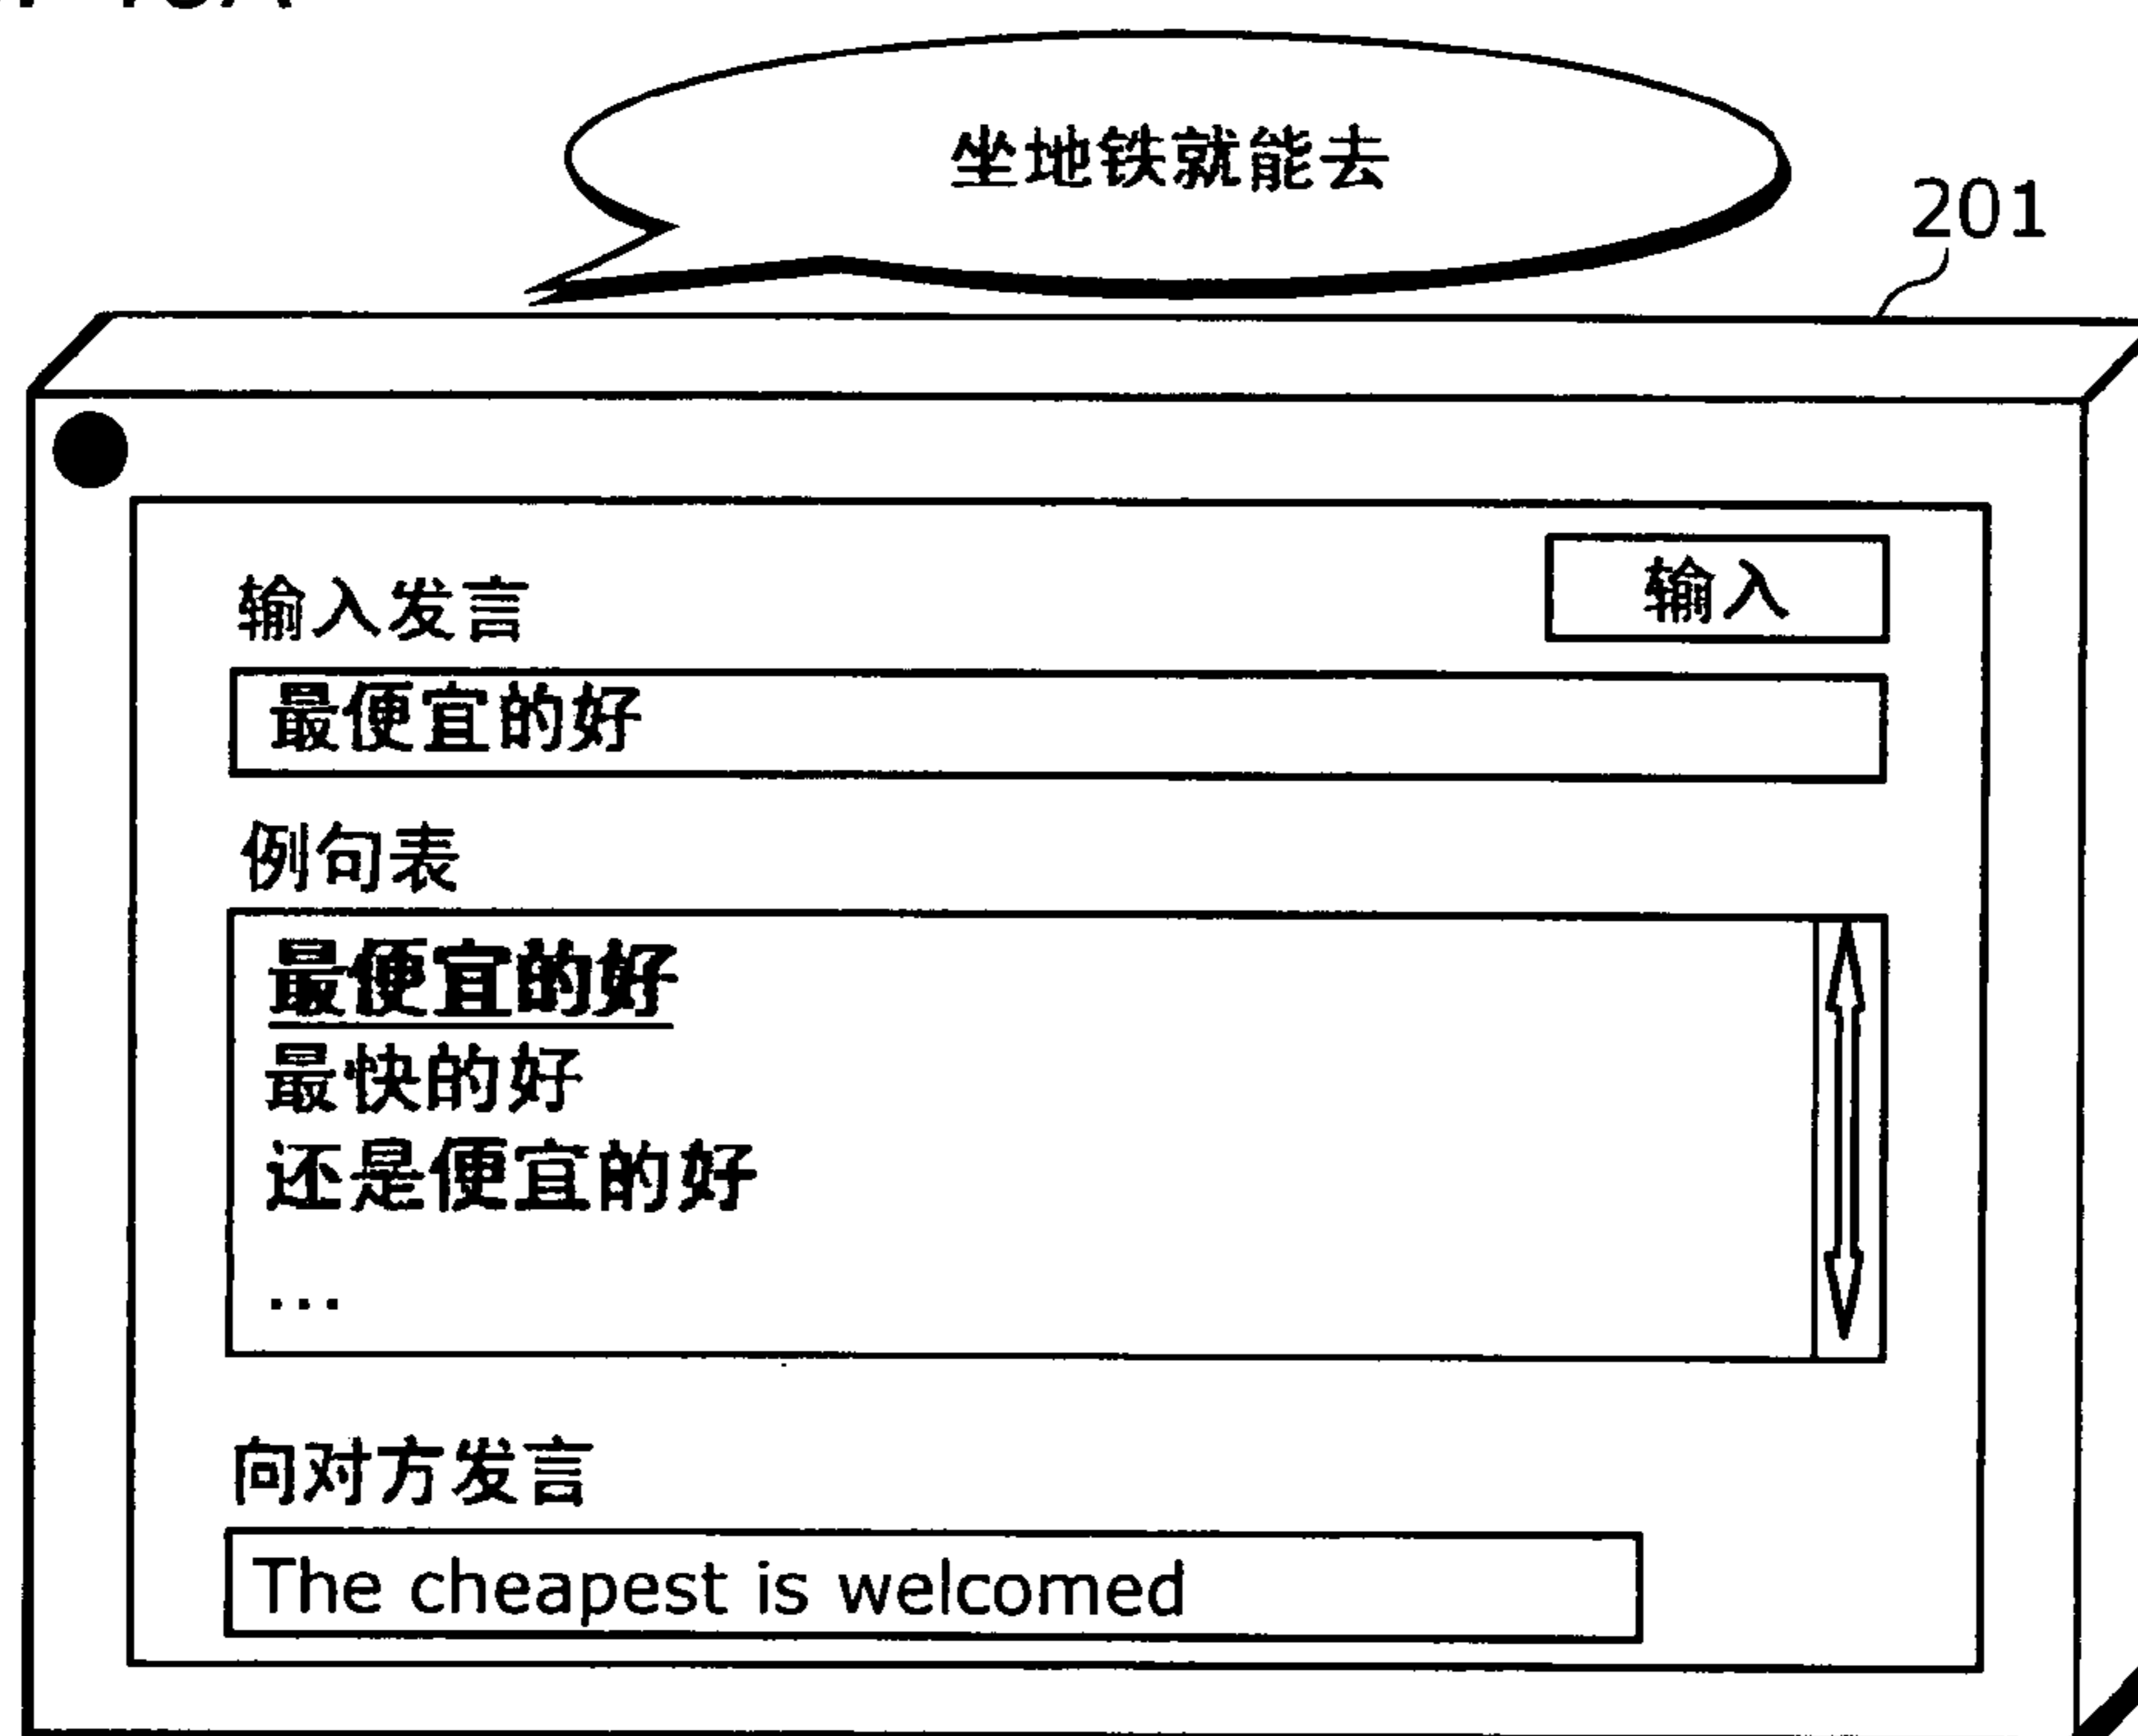 坐地铁就能去
201
输入发言
输入
最便宜的好
例句表
最便宜的好
最快的好
还是便宜的好
...
向对方发言
The cheapest is welcomed